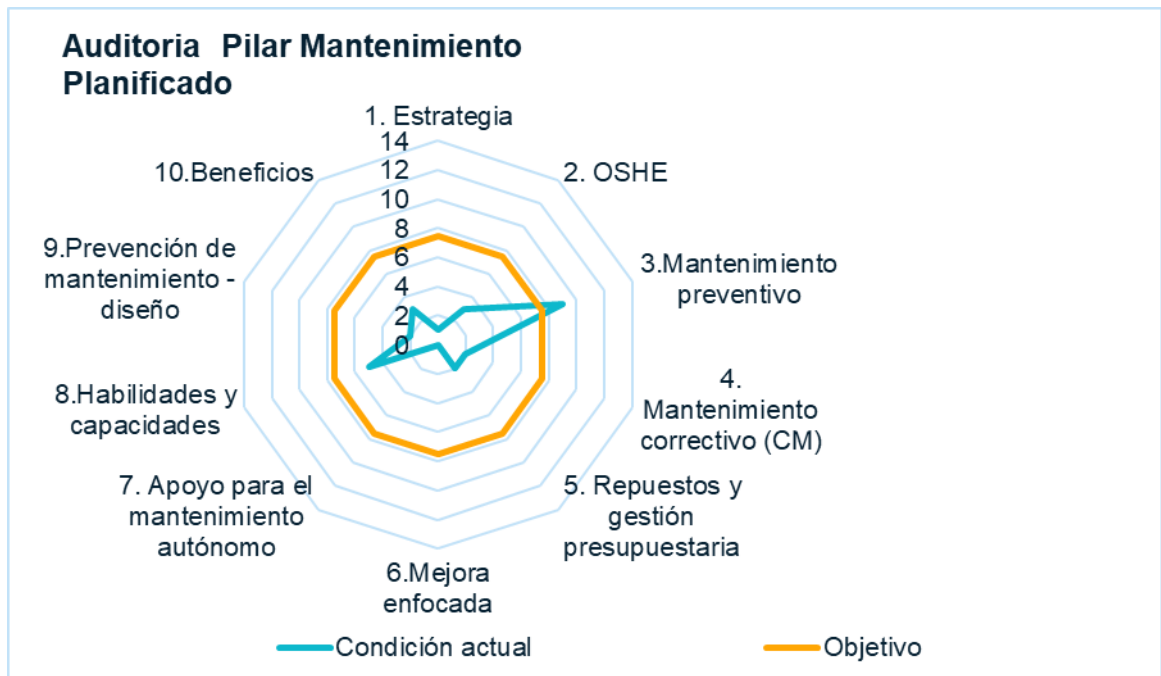 Auditoria Pilar Mantenimiento
Planificado
1. Estrategia
14
12
10
8
6
4
2
0
2. OSHE
3.Mantenimiento
preventivo
4.
Mantenimiento
correctivo (CM)
5. Repuestos y
gestión
presupuestaria
6.Mejora
enfocada
7. Apoyo para el
mantenimiento
autónomo
8.Habilidades y
capacidades
9.Prevención de
mantenimiento -
diseño
10.Beneficios
Condición actual
Objetivo